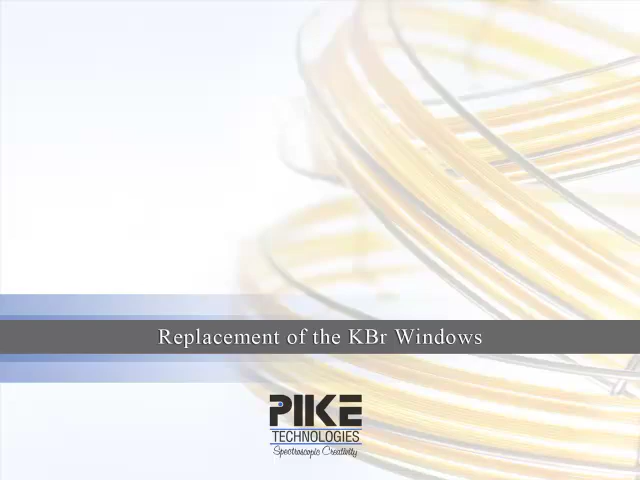 Replacement of the KBr Windows
PIKE
TECHNOLOGIES
Spectroscopic Creativity